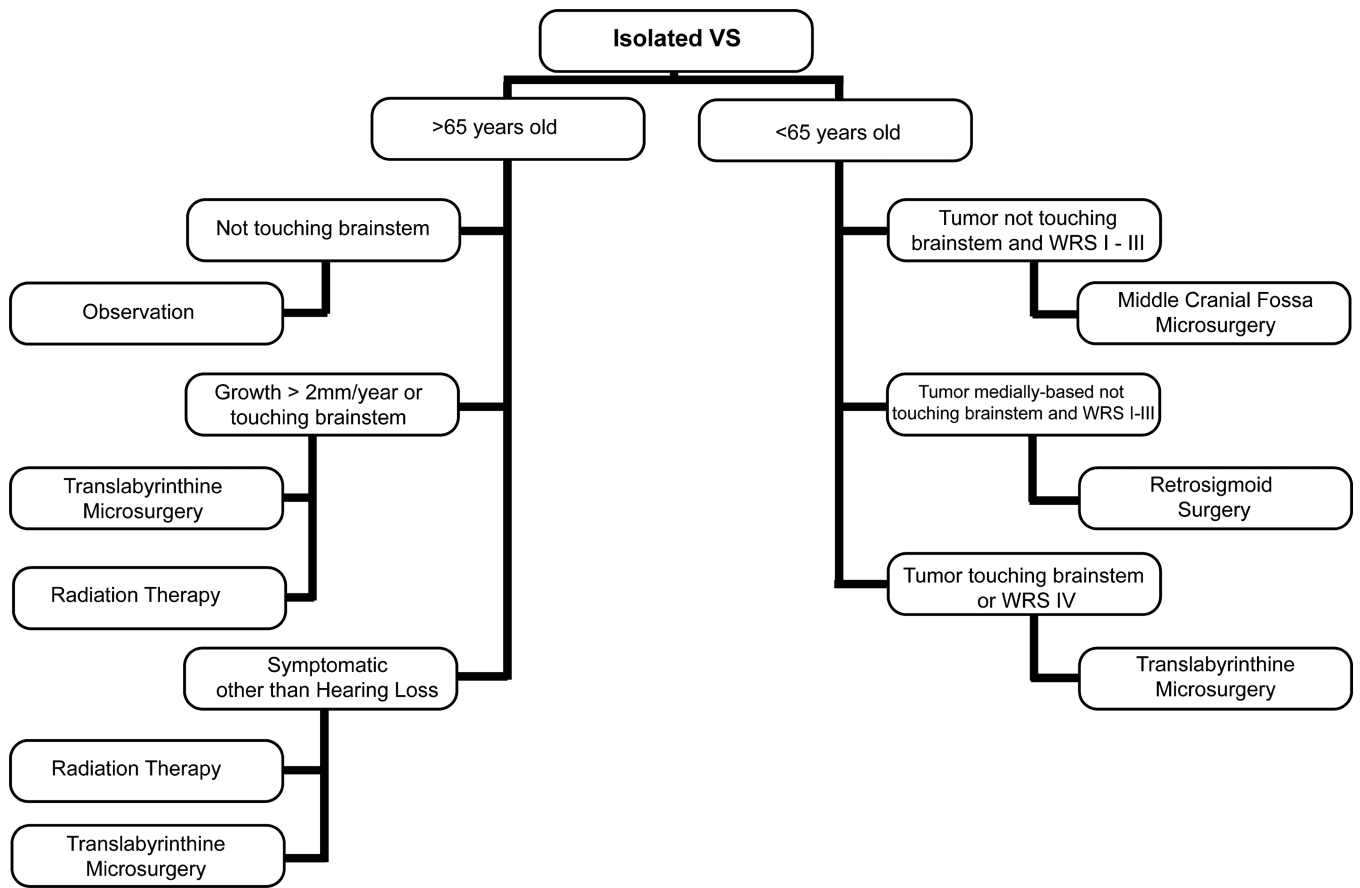 Isolated VS
>65 years old
<65 years old
Not touching brainstem
Observation
Growth > 2mm/year or
touching brainstem
Translabyrinthine
Microsurgery
Radiation Therapy
Symptomatic
other than Hearing Loss
Radiation Therapy
Translabyrinthine
Microsurgery
Tumor not touching
brainstem and WRS I - III
Middle Cranial Fossa
Microsurgery
Tumor medially-based not
touching brainstem and WRS I-III
Retrosigmoid
Surgery
Tumor touching brainstem
or WRS IV
Translabyrinthine
Microsurgery